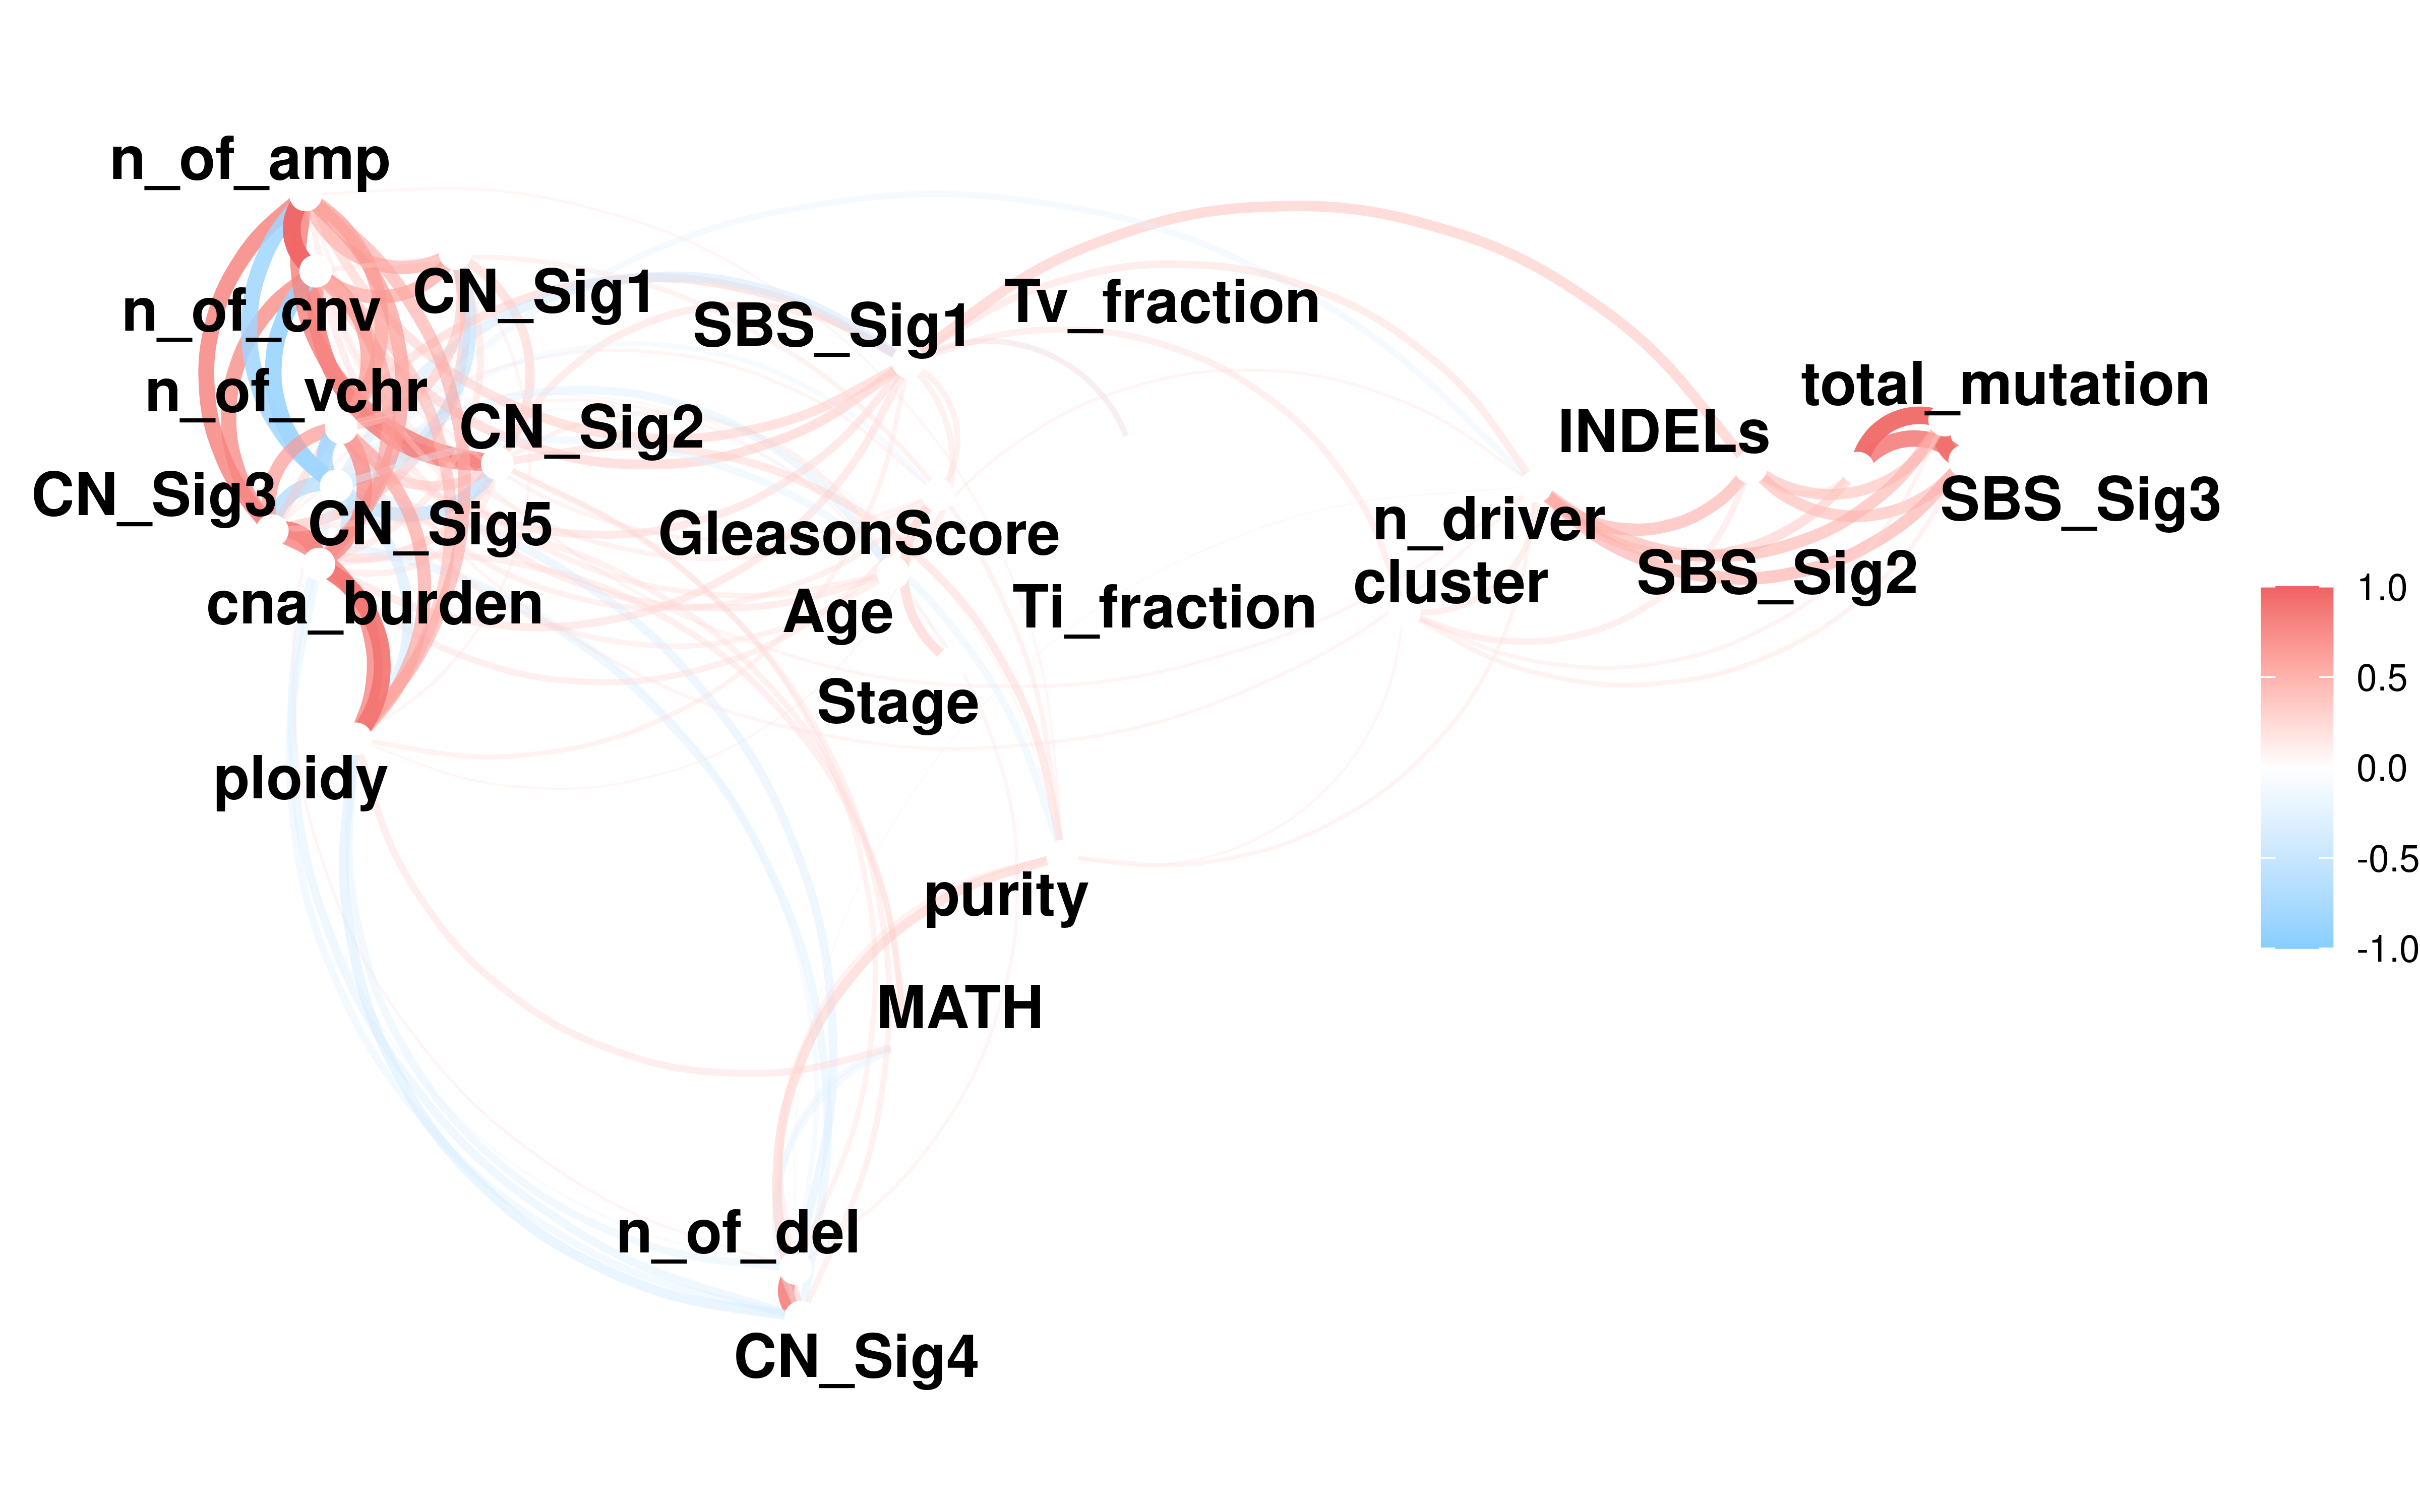 n_of_amp
n_of_cnv
CN_Sig1
SBS_Sig1
Tv_fraction
n_of_vchr
CN_Sig2
INDELs
total_mutation
CN_Sig3
CN_Sig5
GleasonScore
n_driver
SBS_Sig3
cna_burden
Age
Ti_fraction
cluster
SBS_Sig2
Stage
ploidy
purity
MATH
n_of_del
CN_Sig4
1.0
0.5
0.0
-0.5
-1.0